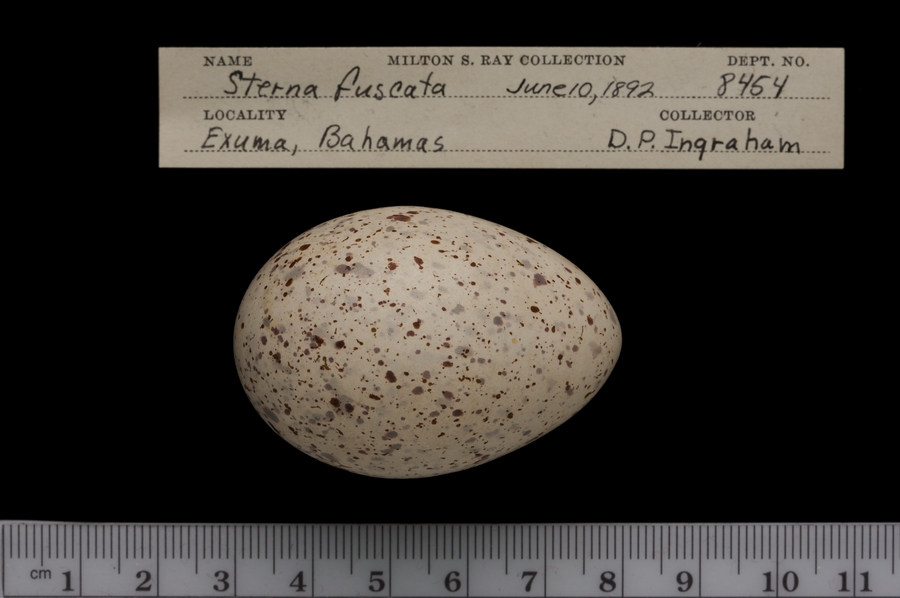 NAME MILTON S. RAY COLLECTION DEPT. NO.
Sterna fuscata June 10, 1892 8454
LOCALITY COLLECTOR
Exuma, Bahamas D. P. Ingraham
cm 1 2 3 4 5 6 7 8 9 10 11